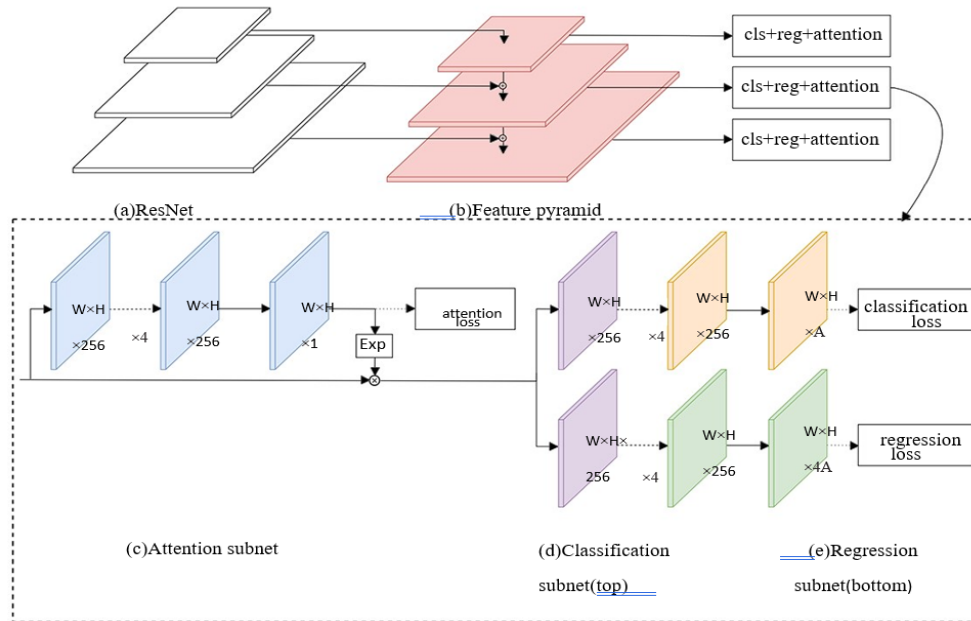 cls+reg+attention
cls+reg+attention
cls+reg+attention
(a)ResNet
(b)Feature pyramid
W×H
×256
×4
W×H
×256
W×H
×1
Exp
attention
loss
W×H
×256
×4
W×H
×256
W×H
×A
classification
loss
W×H×
256
×4
W×H
×256
W×H
×4A
regression
loss
(c)Attention subnet
(d)Classification
subnet(top)
(e)Regression
subnet(bottom)